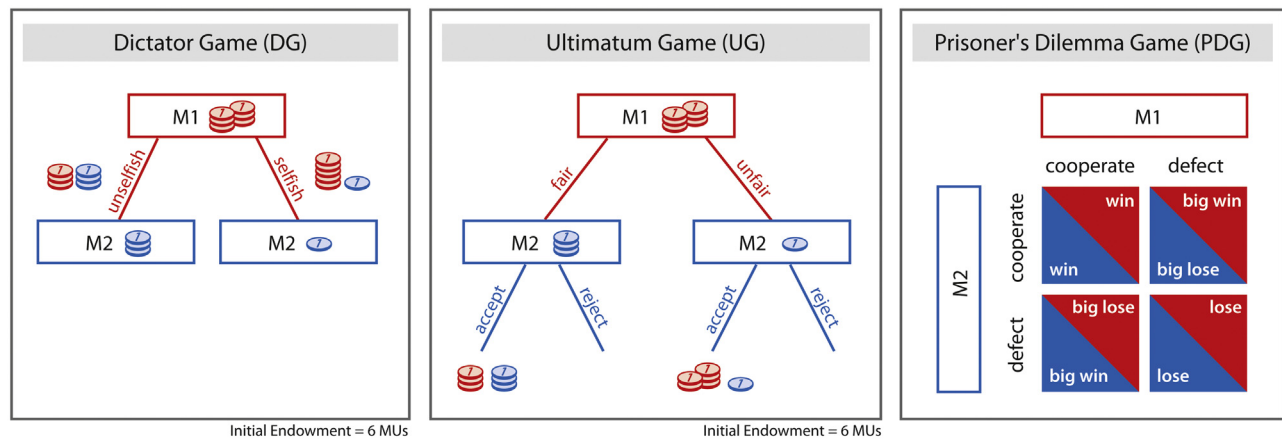 Dictator Game (DG)
M1
unselfish
selfish
M2
M2
Initial Endowment = 6 MUs
Ultimatum Game (UG)
M1
fair
unfair
M2
M2
accept
reject
accept
reject
Initial Endowment = 6 MUs
Prisoner's Dilemma Game (PDG)
M1
cooperate
defect
M2
cooperate
win
win
big win
big lose
defect
big lose
big win
lose
lose